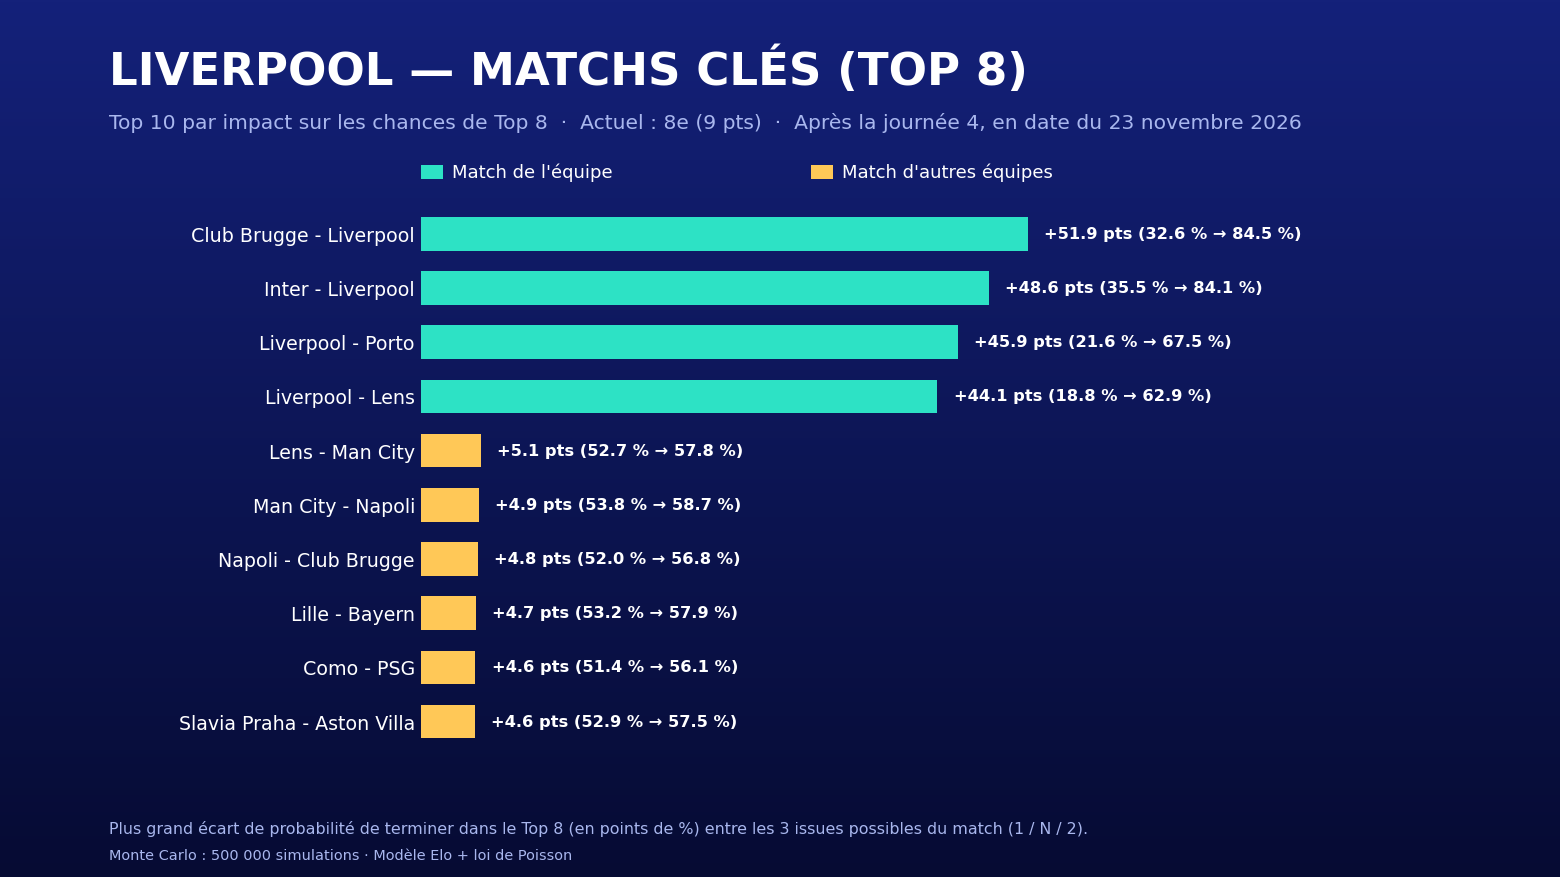 LIVERPOOL — MATCHS CLÉS (TOP 8)
Top 10 par impact sur les chances de Top 8 · Actuel : 8e (9 pts) · Après la journée 4, en date du 23 novembre 2026
Match de l'équipe
Match d'autres équipes
Club Brugge - Liverpool +51.9 pts (32.6 % → 84.5 %)
Inter - Liverpool +48.6 pts (35.5 % → 84.1 %)
Liverpool - Porto +45.9 pts (21.6 % → 67.5 %)
Liverpool - Lens +44.1 pts (18.8 % → 62.9 %)
Lens - Man City +5.1 pts (52.7 % → 57.8 %)
Man City - Napoli +4.9 pts (53.8 % → 58.7 %)
Napoli - Club Brugge +4.8 pts (52.0 % → 56.8 %)
Lille - Bayern +4.7 pts (53.2 % → 57.9 %)
Como - PSG +4.6 pts (51.4 % → 56.1 %)
Slavia Praha - Aston Villa +4.6 pts (52.9 % → 57.5 %)
Plus grand écart de probabilité de terminer dans le Top 8 (en points de %) entre les 3 issues possibles du match (1 / N / 2).
Monte Carlo : 500 000 simulations · Modèle Elo + loi de Poisson